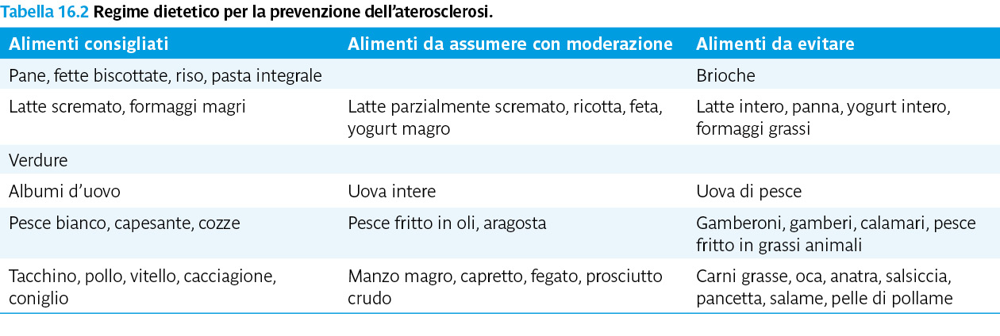 Tabella 16.2 Regime dietetico per la prevenzione dell'aterosclerosi.
Alimenti consigliati Alimenti da assumere con moderazione Alimenti da evitare
Pane, fette biscottate, riso, pasta integrale Brioche
Latte scremato, formaggi magri Latte parzialmente scremato, ricotta, feta, Latte intero, panna, yogurt intero,
yogurt magro formaggi grassi
Verdure
Albumi d'uovo Uova intere Uova di pesce
Pesce bianco, capesante, cozze Pesce fritto in oli, aragosta Gamberoni, gamberi, calamari, pesce
fritto in grassi animali
Tacchino, pollo, vitello, cacciagione, Manzo magro, capretto, fegato, prosciutto Carni grasse, oca, anatra, salsiccia,
coniglio crudo pancetta, salame, pelle di pollame